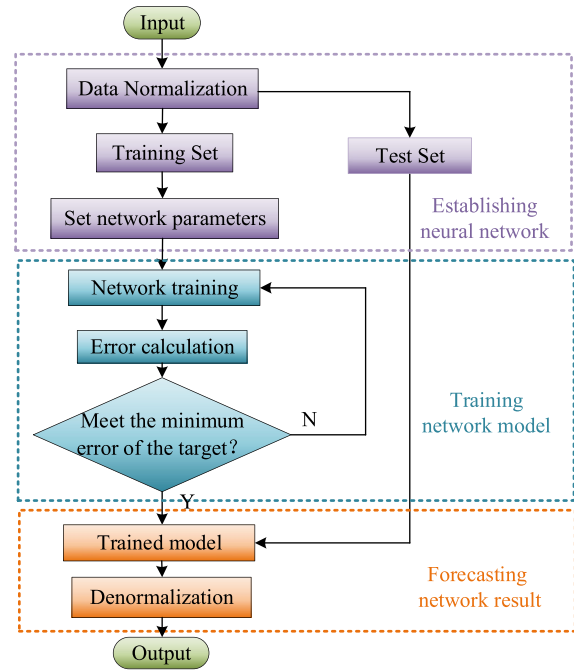 Input
Data Normalization
Training Set
Test Set
Set network parameters
Establishing
neural network
Network training
Error calculation
Meet the minimum
error of the target?
N
Training
network model
Y
Trained model
Denormalization
Forecasting
network result
Output